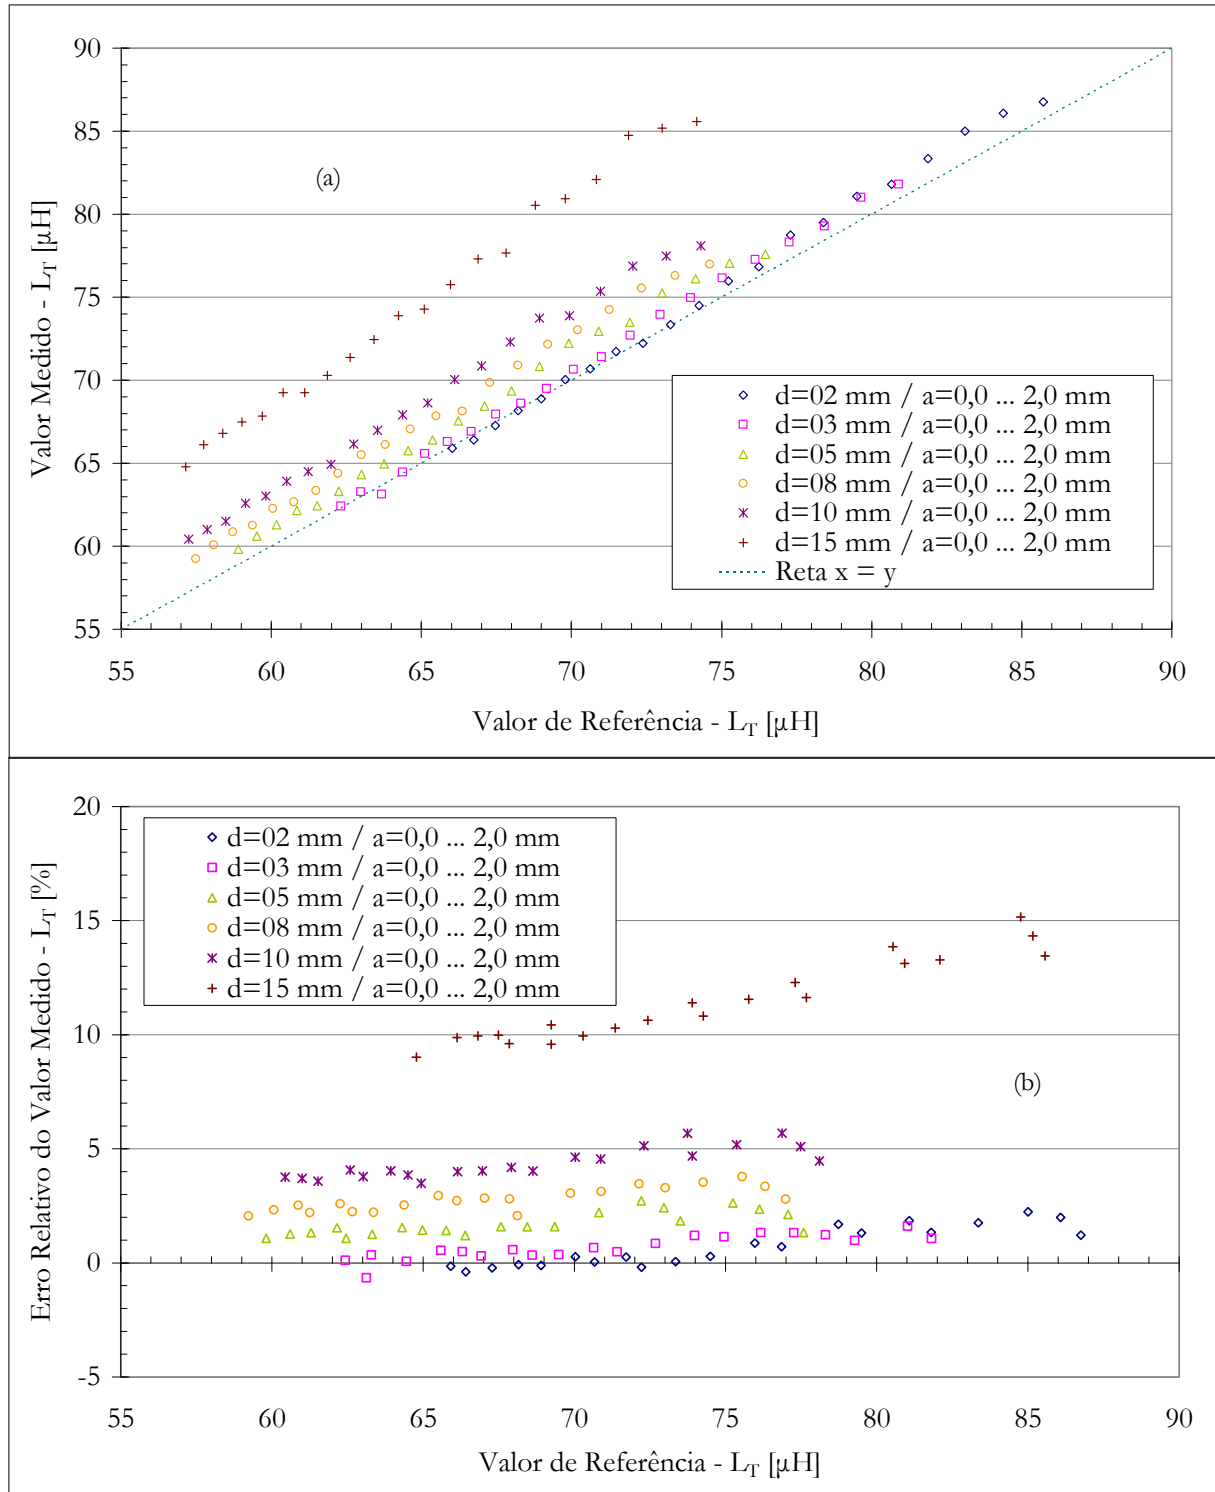 90
85
80
75
70
65
60
55
Valor Medido - L_T [µH]
(a)
d=02 mm / a=0,0 ... 2,0 mm
d=03 mm / a=0,0 ... 2,0 mm
d=05 mm / a=0,0 ... 2,0 mm
d=08 mm / a=0,0 ... 2,0 mm
d=10 mm / a=0,0 ... 2,0 mm
d=15 mm / a=0,0 ... 2,0 mm
Reta x = y
55 60 65 70 75 80 85 90
Valor de Referência - L_T [µH]
20
15
10
5
0
-5
Erro Relativo do Valor Medido - L_T [%]
d=02 mm / a=0,0 ... 2,0 mm
d=03 mm / a=0,0 ... 2,0 mm
d=05 mm / a=0,0 ... 2,0 mm
d=08 mm / a=0,0 ... 2,0 mm
d=10 mm / a=0,0 ... 2,0 mm
d=15 mm / a=0,0 ... 2,0 mm
(b)
55 60 65 70 75 80 85 90
Valor de Referência - L_T [µH]